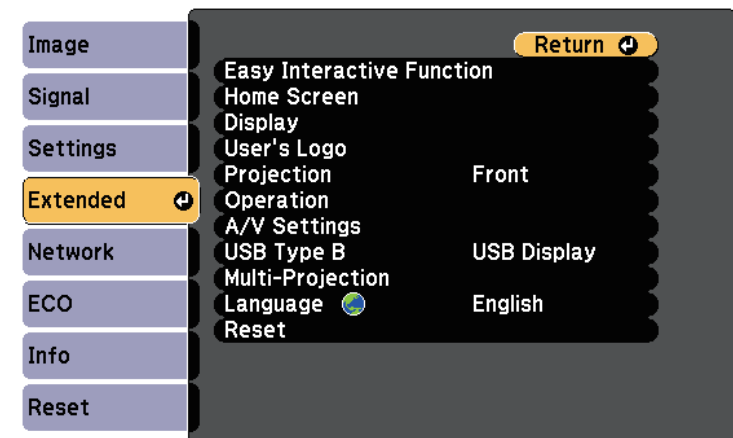 Image
Signal
Settings
Extended
Network
ECO
Info
Reset
Return
Easy Interactive Function
Home Screen
Display
User's Logo
Projection Front
Operation
A/V Settings
USB Type B USB Display
Multi-Projection
Language English
Reset